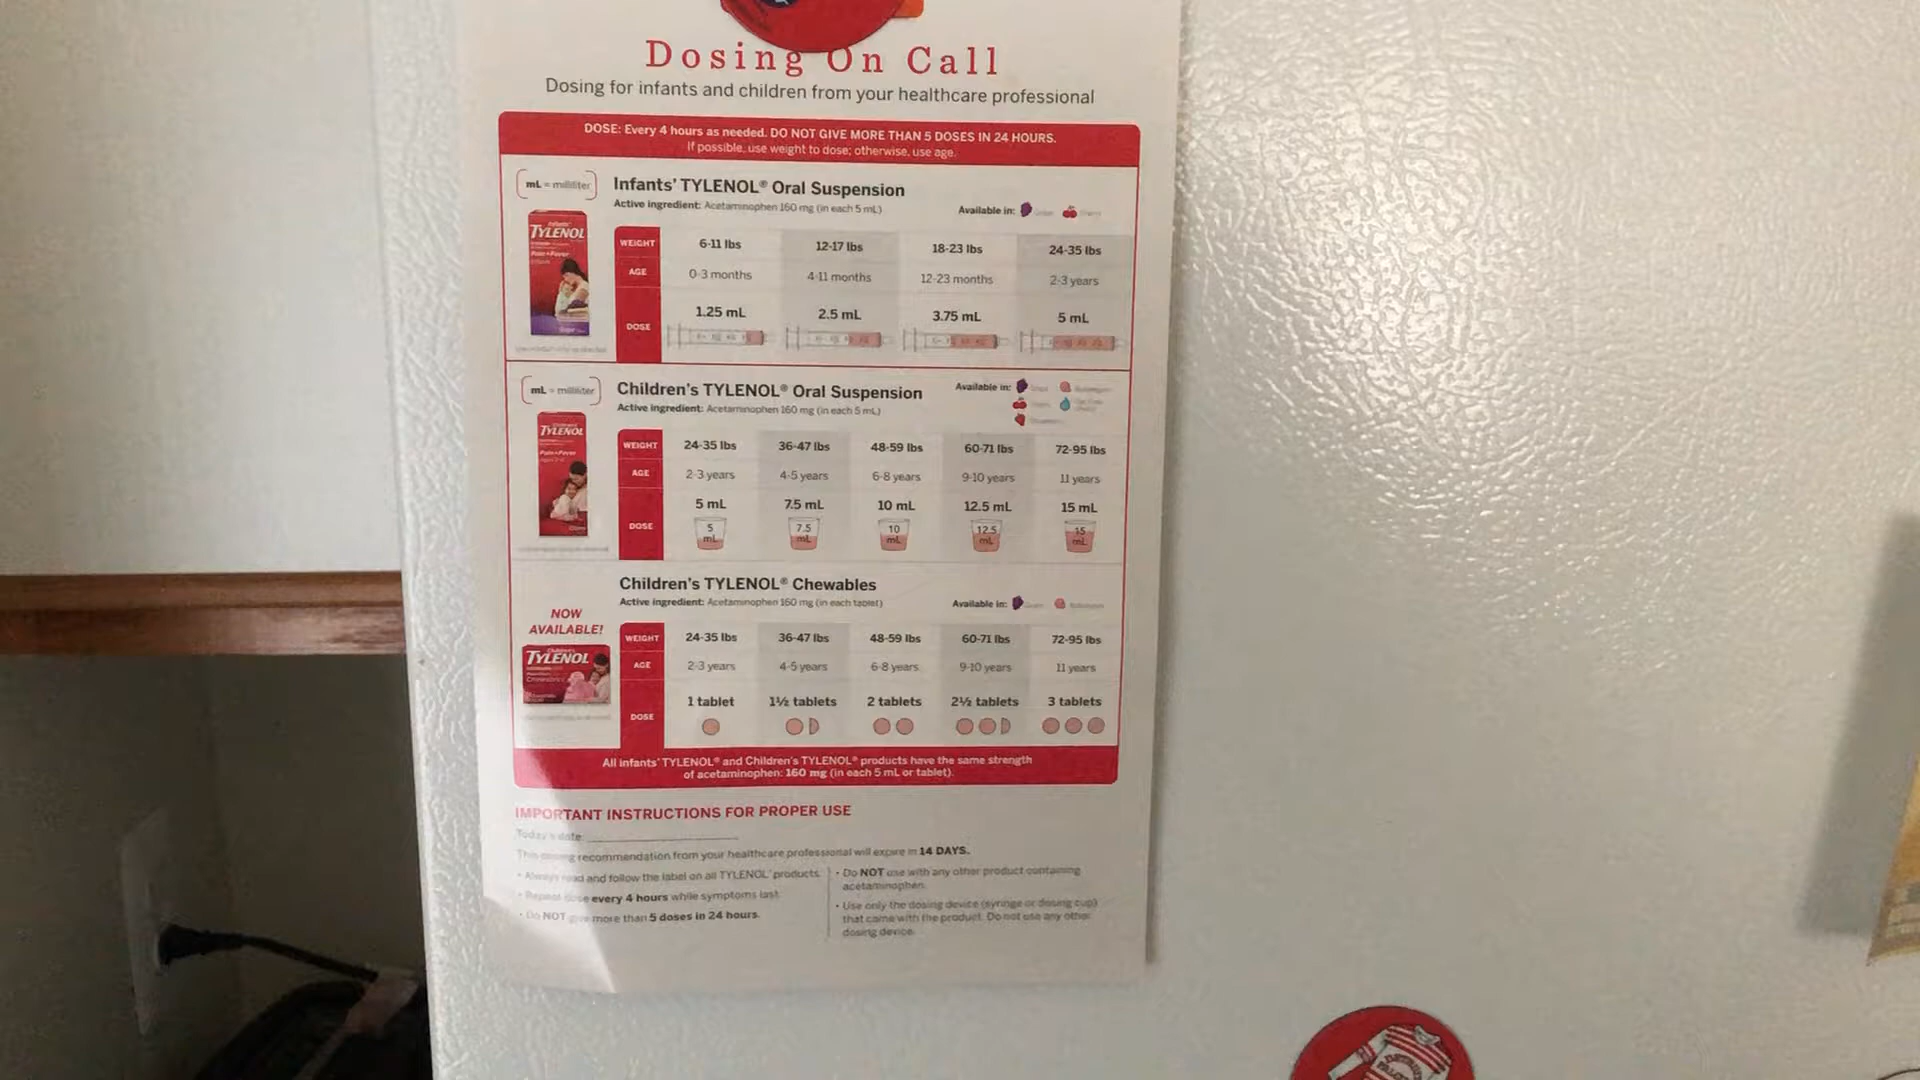 Dosing On Call
Dosing for infants and children from your healthcare professional
DOSE: Every 4 hours as needed. DO NOT GIVE MORE THAN 5 DOSES IN 24 HOURS.
If possible, use weight to dose; otherwise, use age.
mL = milliliter
Infants' TYLENOL® Oral Suspension
Active ingredient: Acetaminophen 160 mg (in each 5 mL)
Available in:
TYLENOL
WEIGHT 6-11 lbs 12-17 lbs 18-23 lbs 24-35 lbs
AGE 0-3 months 4-11 months 12-23 months 2-3 years
DOSE 1.25 mL 2.5 mL 3.75 mL 5 mL
mL = milliliter
Children's TYLENOL® Oral Suspension
Active ingredient: Acetaminophen 160 mg (in each 5 mL)
Available in:
TYLENOL
WEIGHT 24-35 lbs 36-47 lbs 48-59 lbs 60-71 lbs 72-95 lbs
AGE 2-3 years 4-5 years 6-8 years 9-10 years 11 years
DOSE 5 mL 7.5 mL 10 mL 12.5 mL 15 mL
5 mL 7.5 mL 10 mL 12.5 mL 15 mL
Children's TYLENOL® Chewables
Active ingredient: Acetaminophen 160 mg (in each tablet)
Available in:
NOW
AVAILABLE!
TYLENOL
WEIGHT 24-35 lbs 36-47 lbs 48-59 lbs 60-71 lbs 72-95 lbs
AGE 2-3 years 4-5 years 6-8 years 9-10 years 11 years
DOSE 1 tablet 1½ tablets 2 tablets 2½ tablets 3 tablets
All infants' TYLENOL® and Children's TYLENOL® products have the same strength
of acetaminophen: 160 mg (in each 5 mL or tablet).
IMPORTANT INSTRUCTIONS FOR PROPER USE
Today's date:
This dosing recommendation from your healthcare professional will expire in 14 DAYS.
• Always read and follow the label on all TYLENOL® products.
• Repeat dose every 4 hours while symptoms last.
• Do NOT give more than 5 doses in 24 hours.
• Do NOT use with any other product containing
acetaminophen.
• Use only the dosing device (syringe or dosing cup)
that came with the product. Do not use any other
dosing device.